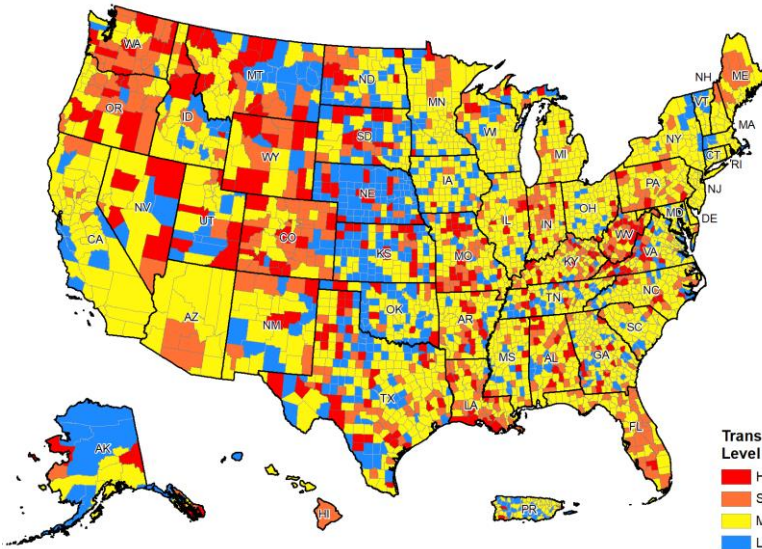 WA
OR
CA
NV
ID
MT
WY
UT
AZ
CO
NM
ND
SD
NE
KS
OK
TX
MN
IA
MO
AR
LA
WI
IL
MI
IN
OH
KY
TN
MS
AL
GA
FL
SC
NC
VA
WV
PA
NY
VT
NH
ME
MA
CT
RI
NJ
MD
DE
AK
HI
PR
Trans
Level
H
S
M
L